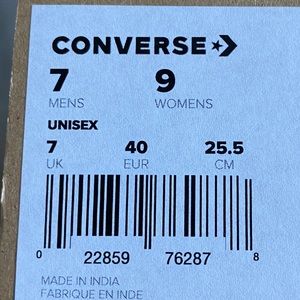 CONVERSE
7 9
MENS WOMENS
UNISEX
7 40 25.5
UK EUR CM
0 22859 76287 8
MADE IN INDIA
FABRIQUE EN INDE